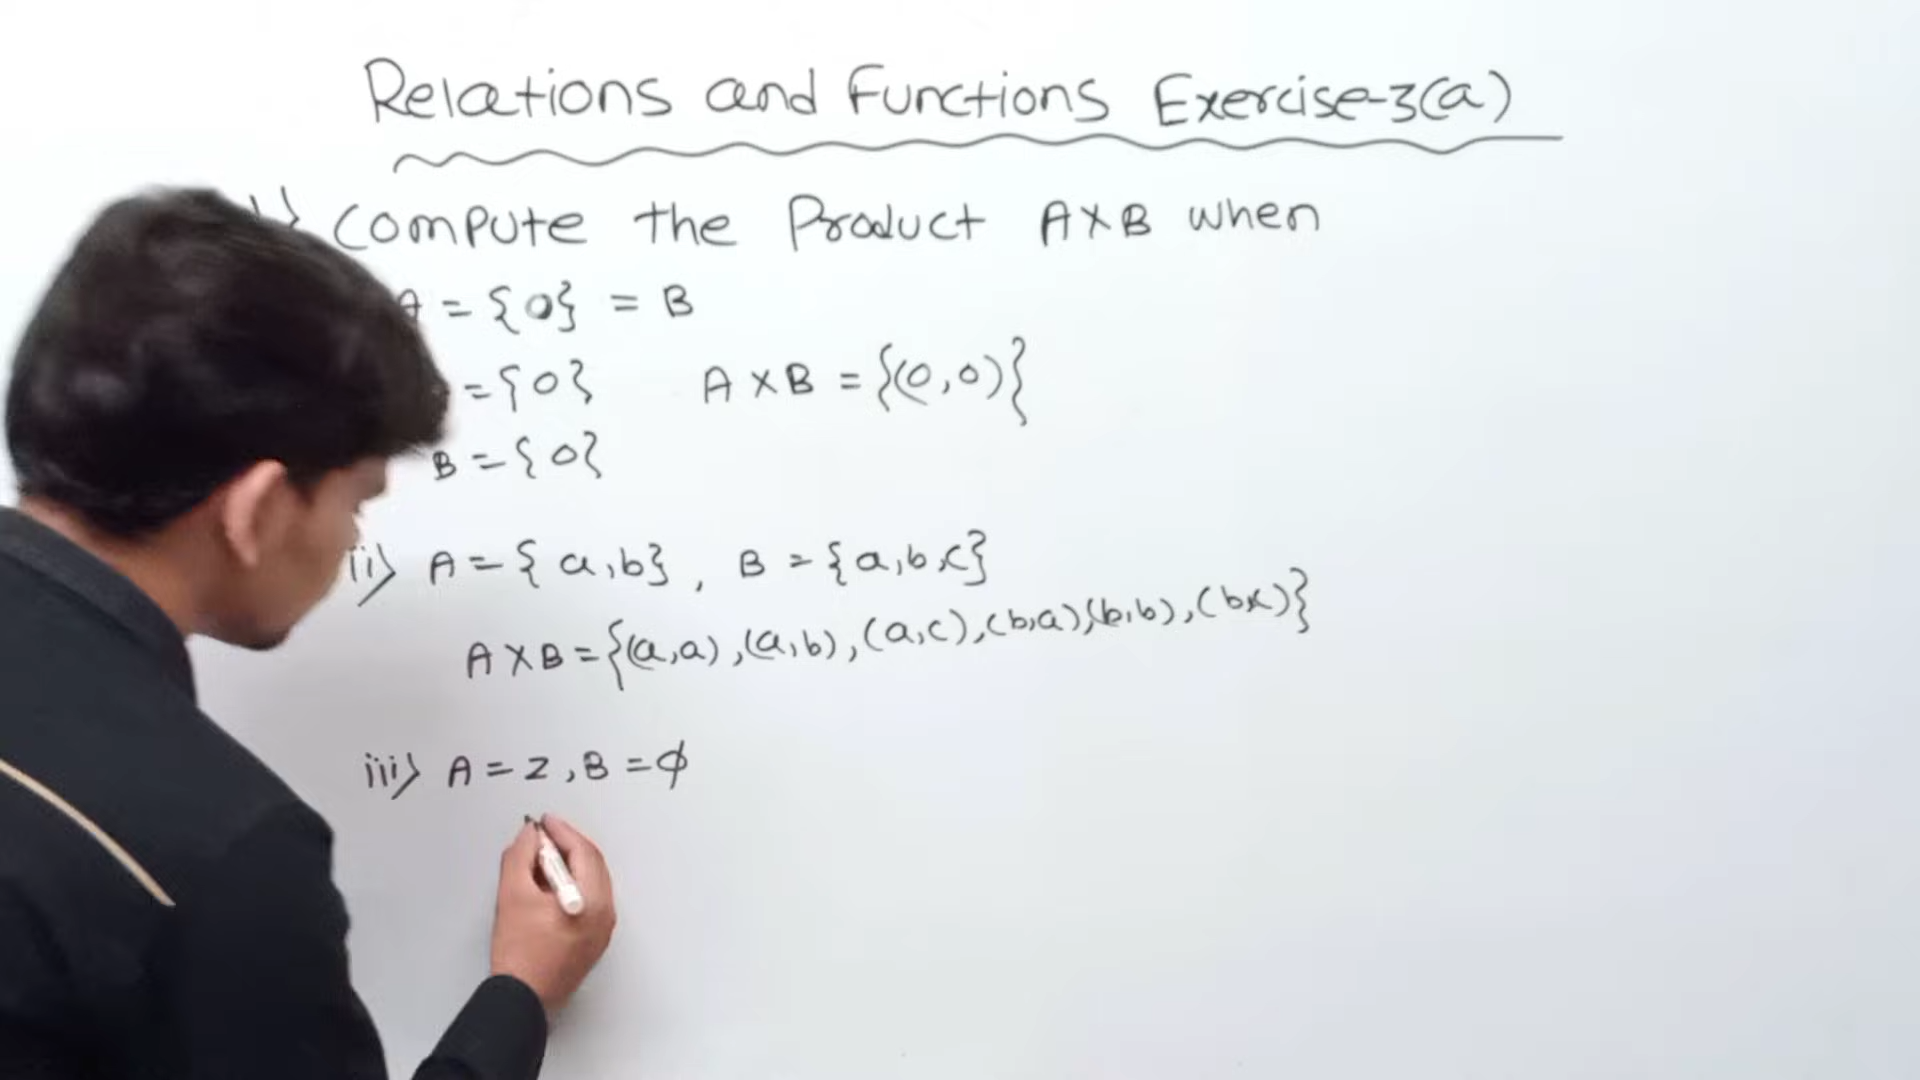 Relations and Functions Exercise-3(a)
Compute the Product A×B when
A = {0} = B
= {0} A × B = {(0,0)}
B = {0}
ii) A = { a,b} , B = {a,b,c}
A × B = {(a,a),(a,b),(a,c),(b,a),(b,b),(b,c)}
iii) A = Z, B = ϕ